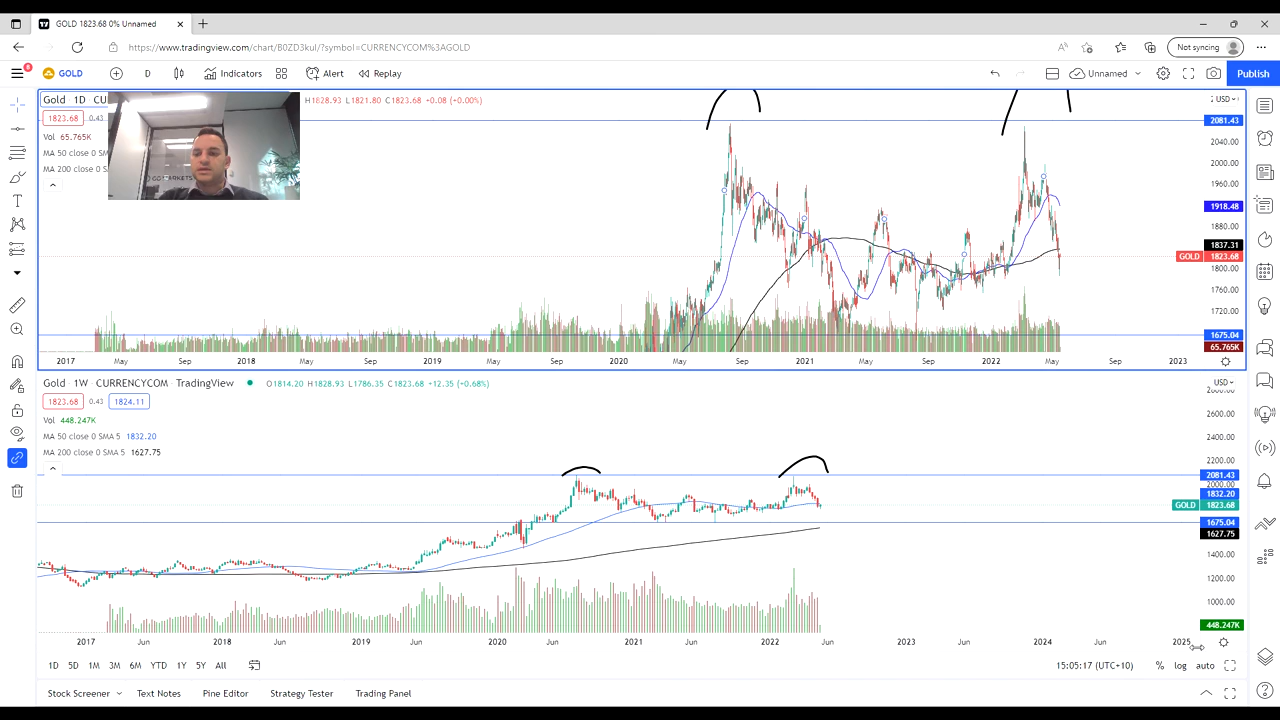 GOLD 1823.68 0% Unnamed
https://www.tradingview.com/chart/B0ZD3kul/?symbol=CURRENCYCOM%3AGOLD
Not syncing
8
GOLD
D
Indicators
Alert
Replay
Unnamed
Publish
Gold 1D CU
H1828.93 L1821.80 C1823.68 +0.08 (+0.00%)
1823.68 0.43
Vol 65.765K
MA 50 close 0 SM
MA 200 close 0 S
USD
2081.43
2040.00
2000.00
1960.00
1918.48
1880.00
1837.31
GOLD 1823.68
1800.00
1760.00
1720.00
1675.04
65.765K
2017 May Sep 2018 May Sep 2019 May Sep 2020 May Sep 2021 May Sep 2022 May Sep 2023
Gold · 1W · CURRENCYCOM · TradingView
O1814.20 H1828.93 L1786.35 C1823.68 +12.35 (+0.68%)
1823.68 0.43 1824.11
Vol 448.247K
MA 50 close 0 SMA 5 1832.20
MA 200 close 0 SMA 5 1627.75
USD
2600.00
2400.00
2200.00
2081.43
2000.00
1832.20
GOLD 1823.68
1675.04
1627.75
1400.00
1200.00
1000.00
448.247K
2017 Jun 2018 Jun 2019 Jun 2020 Jun 2021 Jun 2022 Jun 2023 Jun 2024 Jun 2025
1D 5D 1M 3M 6M YTD 1Y 5Y All
15:05:17 (UTC+10) % log auto
Stock Screener Text Notes Pine Editor Strategy Tester Trading Panel